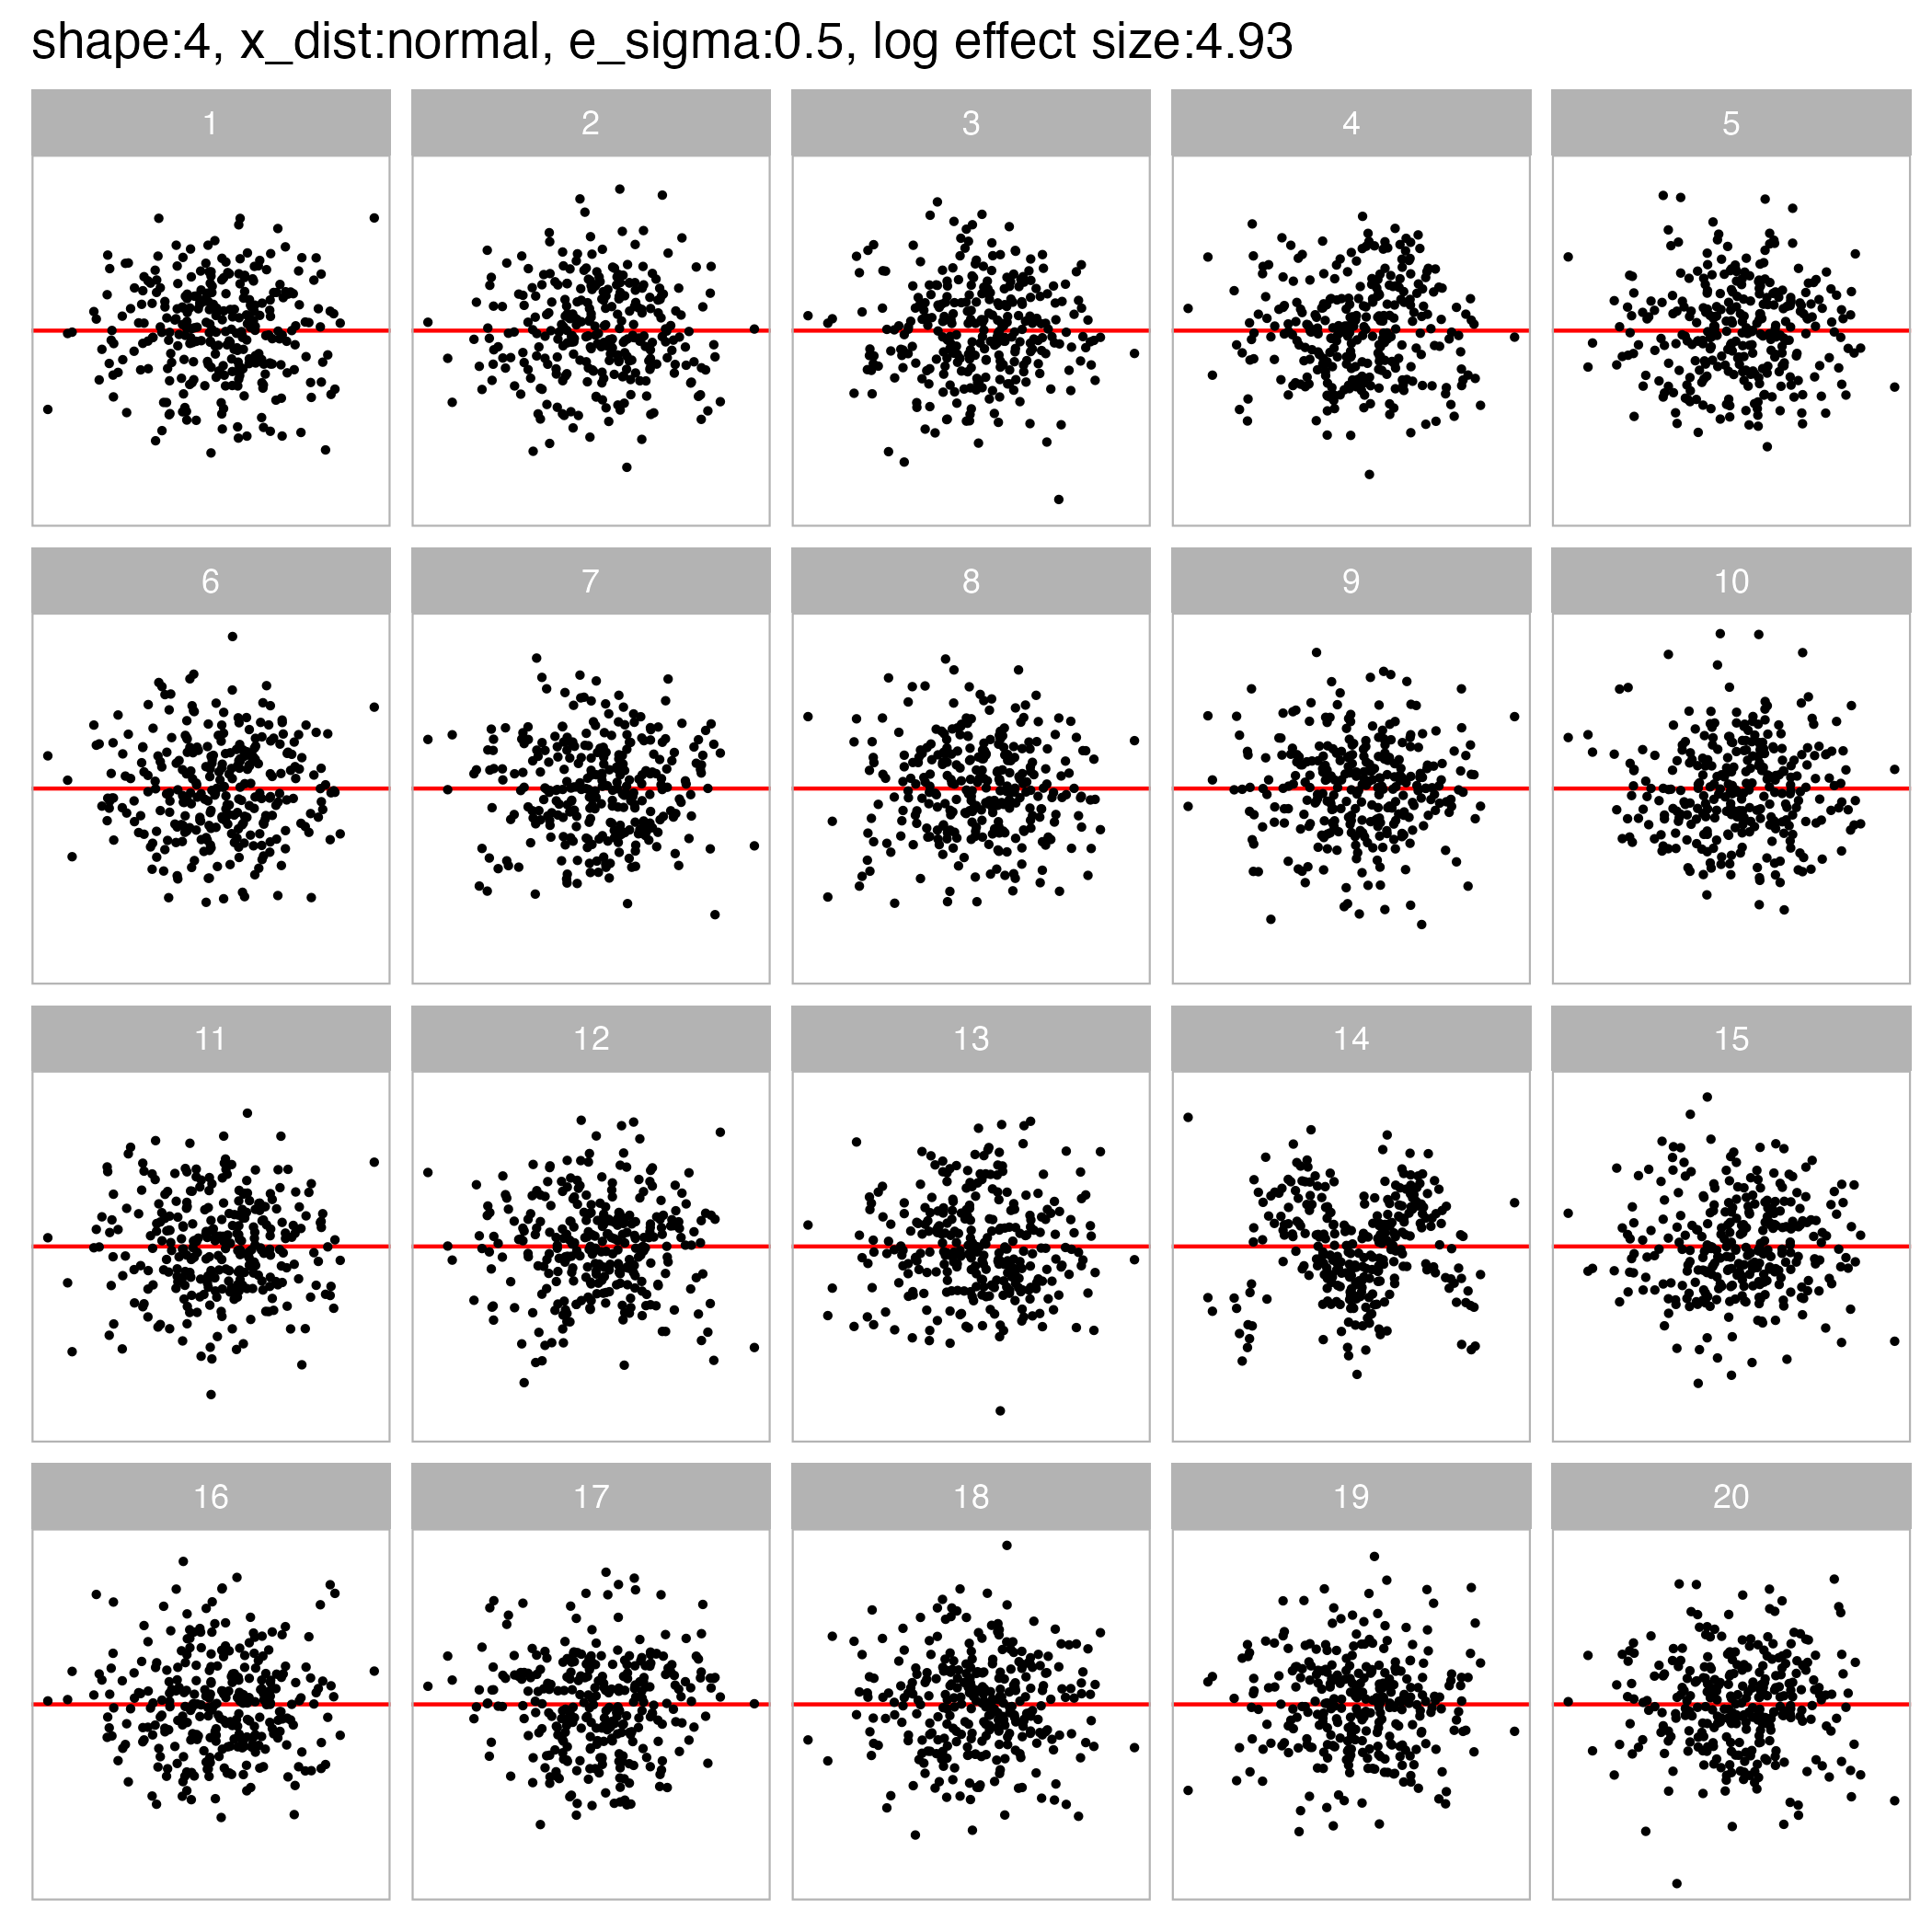 shape:4, x_dist:normal, e_sigma:0.5, log effect size:4.93
1 2 3 4 5
6 7 8 9 10
11 12 13 14 15
16 17 18 19 20